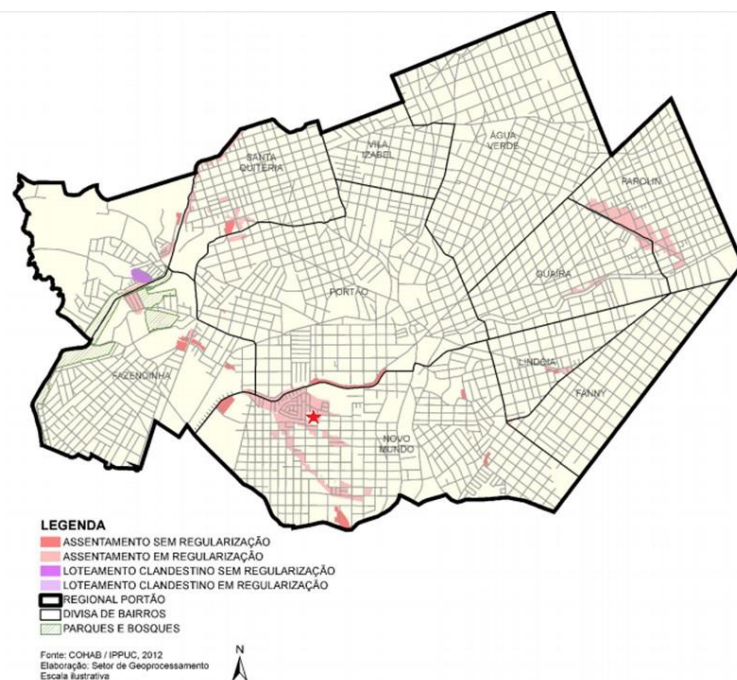 ÁGUA
VERDE
VILA
IZABEL
SANTA
QUITÉRIA
PAROLIN
GUAÍRA
PORTÃO
LINDÓIA
FAZENDINHA
FANNY
NOVO
MUNDO
LEGENDA
ASSENTAMENTO SEM REGULARIZAÇÃO
ASSENTAMENTO EM REGULARIZAÇÃO
LOTEAMENTO CLANDESTINO SEM REGULARIZAÇÃO
LOTEAMENTO CLANDESTINO EM REGULARIZAÇÃO
REGIONAL PORTÃO
DIVISA DE BAIRROS
PARQUES E BOSQUES
Fonte: COHAB / IPPUC, 2012
Elaboração: Setor de Geoprocessamento
Escala ilustrativa
N